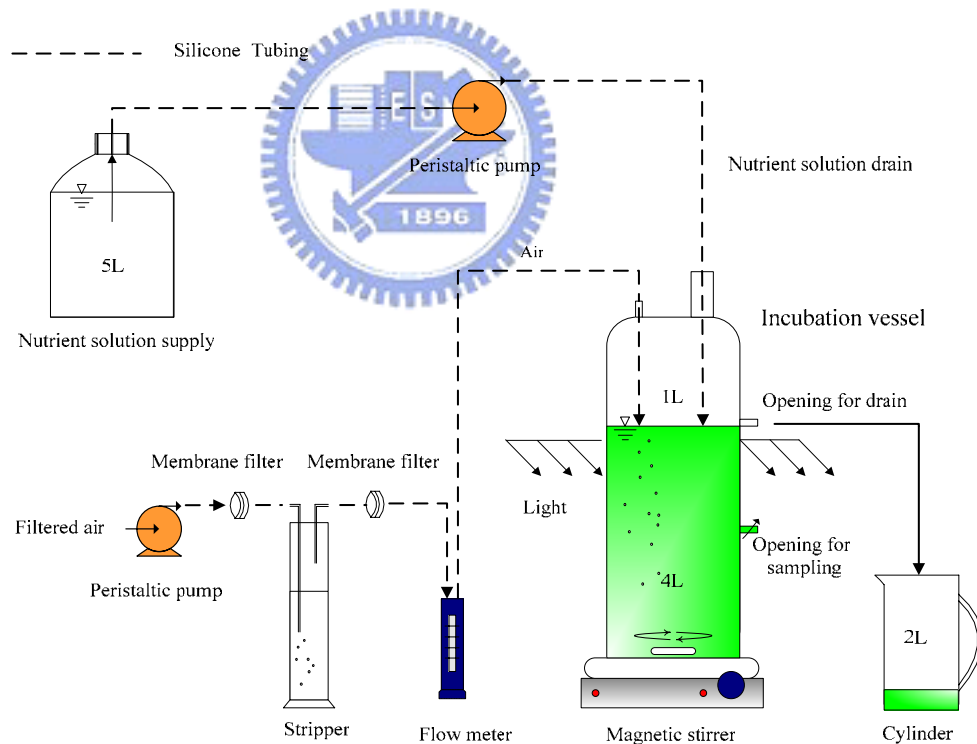 Silicone Tubing
ES
Peristaltic pump
Nutrient solution drain
1896
5L
Air
Nutrient solution supply
Incubation vessel
1L
Opening for drain
Membrane filter
Membrane filter
Light
Filtered air
Opening for
sampling
Peristaltic pump
4L
2L
Stripper
Flow meter
Magnetic stirrer
Cylinder